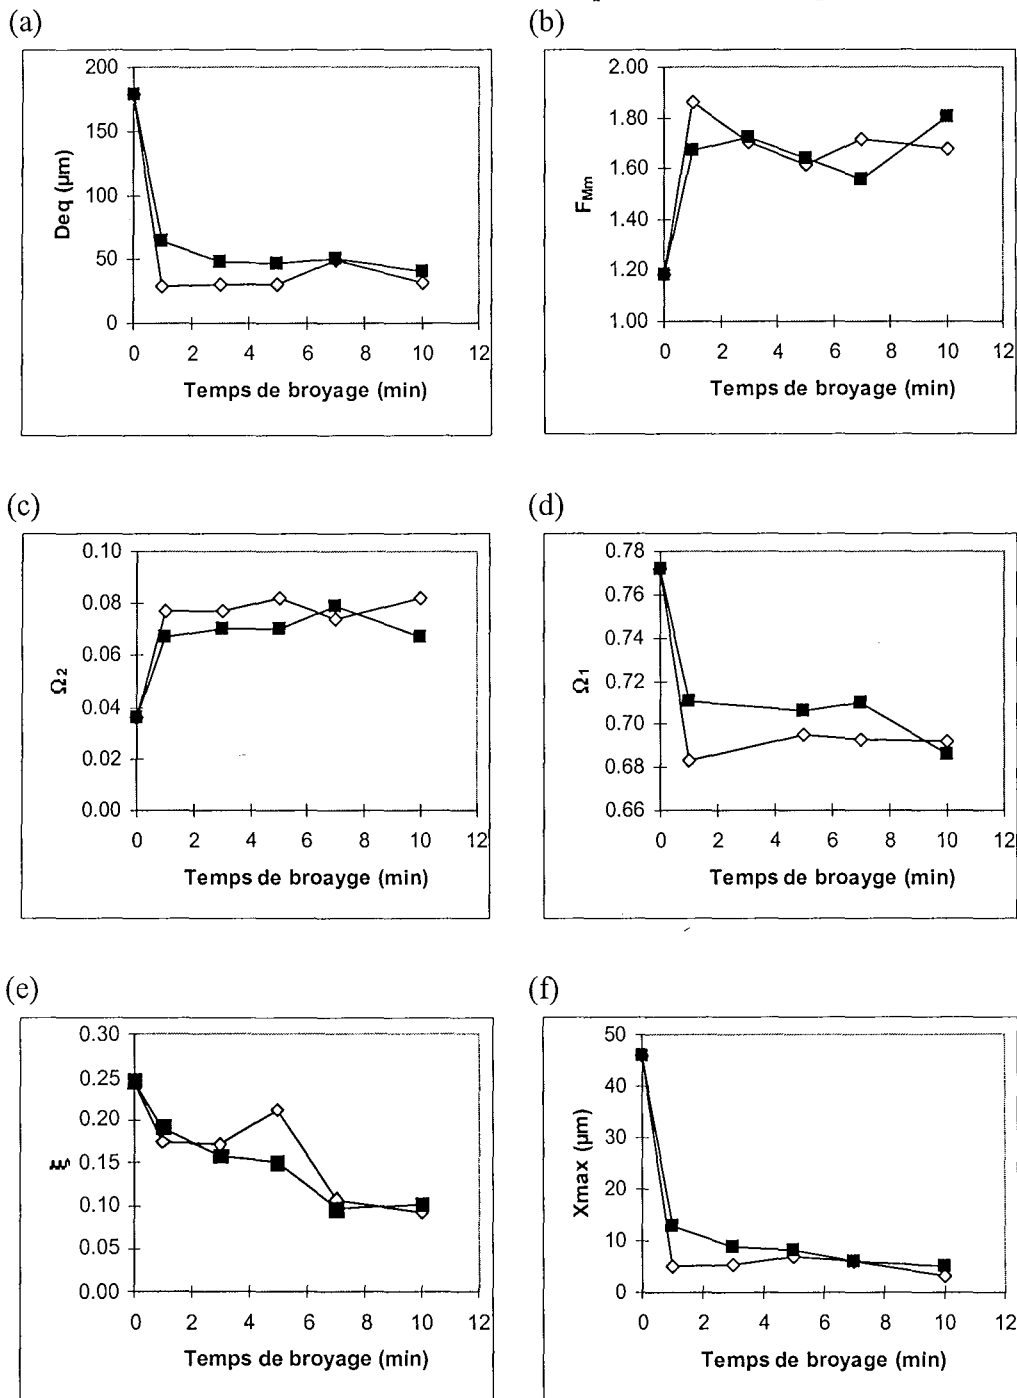 (a)
(b)
200
150
100
50
0
Deq (µm)
0 2 4 6 8 10 12
Temps de broyage (min)
2.00
1.80
1.60
1.40
1.20
1.00
F_Mm
0 2 4 6 8 10 12
Temps de broyage (min)
(c)
(d)
0.10
0.08
0.06
0.04
0.02
0.00
Ω₂
0 2 4 6 8 10 12
Temps de broayge (min)
0.78
0.76
0.74
0.72
0.70
0.68
0.66
Ω₁
0 2 4 6 8 10 12
Temps de broayge (min)
(e)
(f)
0.30
0.25
0.20
0.15
0.10
0.05
0.00
ξ
0 2 4 6 8 10 12
Temps de broyage (min)
50
40
30
20
10
0
Xmax (µm)
0 2 4 6 8 10 12
Temps de broyage (min)